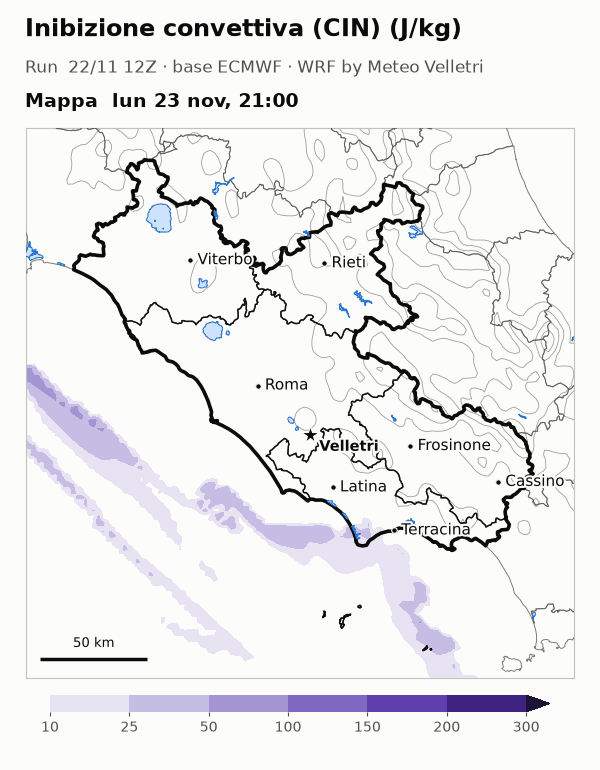 Inibizione convettiva (CIN) (J/kg)
Run  22/11 12Z · base ECMWF · WRF by Meteo Velletri
Mappa  lun 23 nov, 21:00
Viterbo
Rieti
Roma
Velletri
Frosinone
Cassino
Latina
Terracina
50 km
10 25 50 100 150 200 300